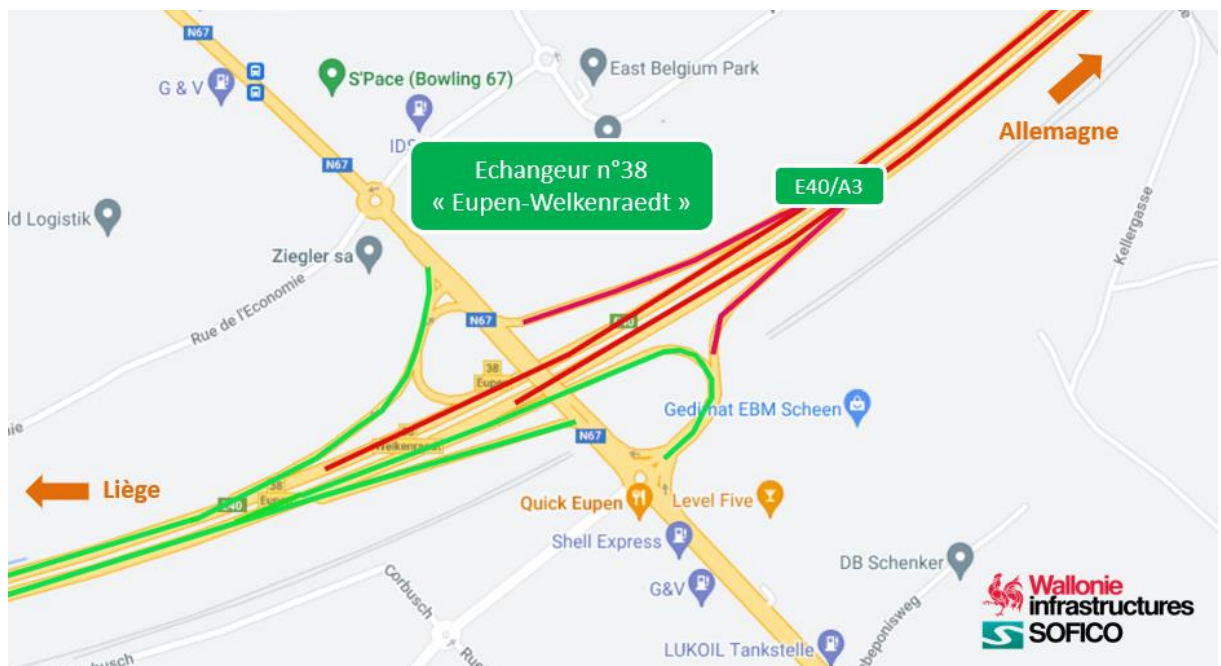 N67
G & V
S'Pace (Bowling 67)
East Belgium Park
Allemagne
IDS
N67
Echangeur n°38
« Eupen-Welkenraedt »
E40/A3
ld Logistik
Ziegler sa
Kellergasse
Rue de l'Economie
N67
38
Eupen
Gedimat EBM Scheen
Welkenraedt
N67
Liège
38
Eupen
E40
Quick Eupen
Level Five
Shell Express
DB Schenker
Corbusch
G&V
Wallonie
infrastructures
SOFICO
LUKOIL Tankstelle
busch